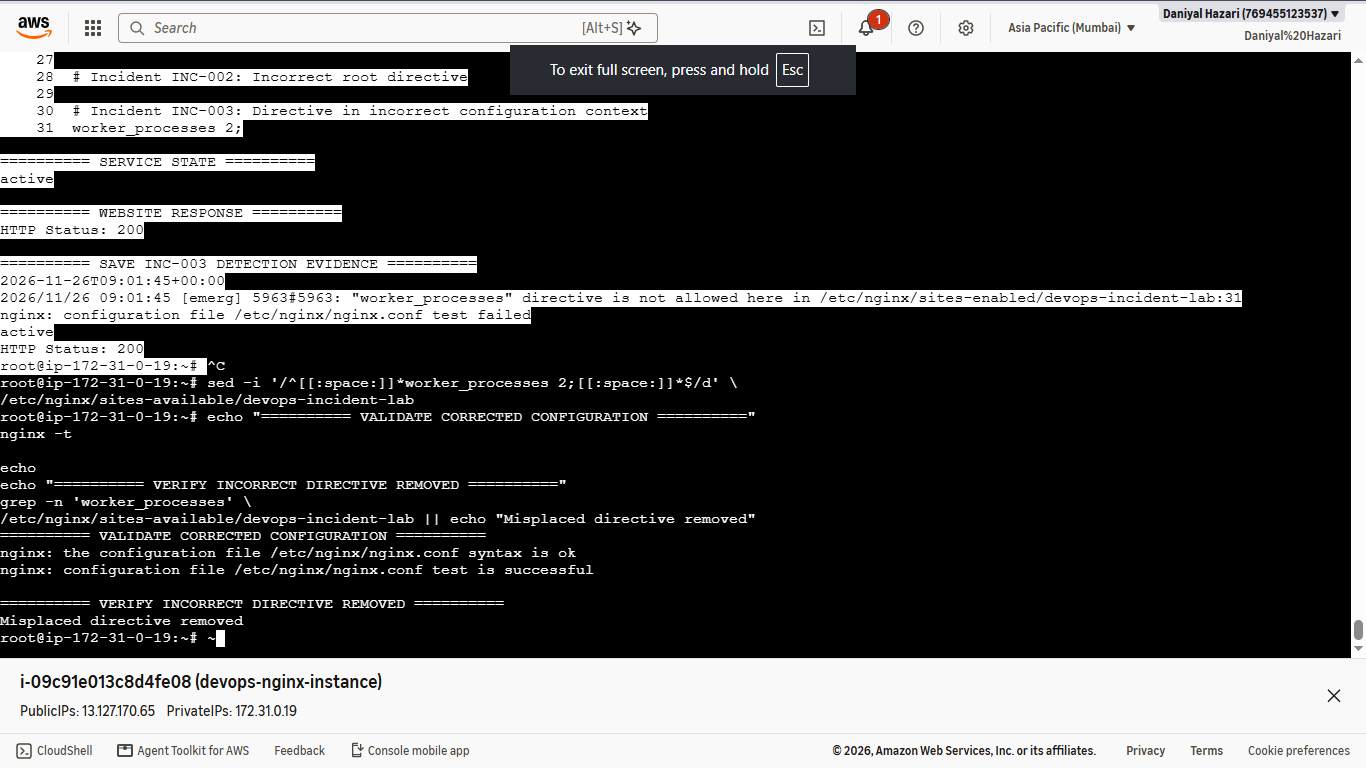 aws
Search
[Alt+S]
1
Asia Pacific (Mumbai)
Daniyal Hazari (769455123537)
Daniyal%20Hazari
To exit full screen, press and hold Esc
27
28 # Incident INC-002: Incorrect root directive
29
30 # Incident INC-003: Directive in incorrect configuration context
31 worker_processes 2;
========== SERVICE STATE ==========
active
========== WEBSITE RESPONSE ==========
HTTP Status: 200
========== SAVE INC-003 DETECTION EVIDENCE ==========
2026-11-26T09:01:45+00:00
2026/11/26 09:01:45 [emerg] 5963#5963: "worker_processes" directive is not allowed here in /etc/nginx/sites-enabled/devops-incident-lab:31
nginx: configuration file /etc/nginx/nginx.conf test failed
active
HTTP Status: 200
root@ip-172-31-0-19:~# ^C
root@ip-172-31-0-19:~# sed -i '/^[[:space:]]*worker_processes 2;[[:space:]]*$/d' \
/etc/nginx/sites-available/devops-incident-lab
root@ip-172-31-0-19:~# echo "========== VALIDATE CORRECTED CONFIGURATION =========="
nginx -t
echo
echo "========== VERIFY INCORRECT DIRECTIVE REMOVED =========="
grep -n 'worker_processes' \
/etc/nginx/sites-available/devops-incident-lab || echo "Misplaced directive removed"
========== VALIDATE CORRECTED CONFIGURATION ==========
nginx: the configuration file /etc/nginx/nginx.conf syntax is ok
nginx: configuration file /etc/nginx/nginx.conf test is successful
========== VERIFY INCORRECT DIRECTIVE REMOVED ==========
Misplaced directive removed
root@ip-172-31-0-19:~# ~
i-09c91e013c8d4fe08 (devops-nginx-instance)
PublicIPs: 13.127.170.65 PrivateIPs: 172.31.0.19
CloudShell Agent Toolkit for AWS Feedback Console mobile app © 2026, Amazon Web Services, Inc. or its affiliates. Privacy Terms Cookie preferences